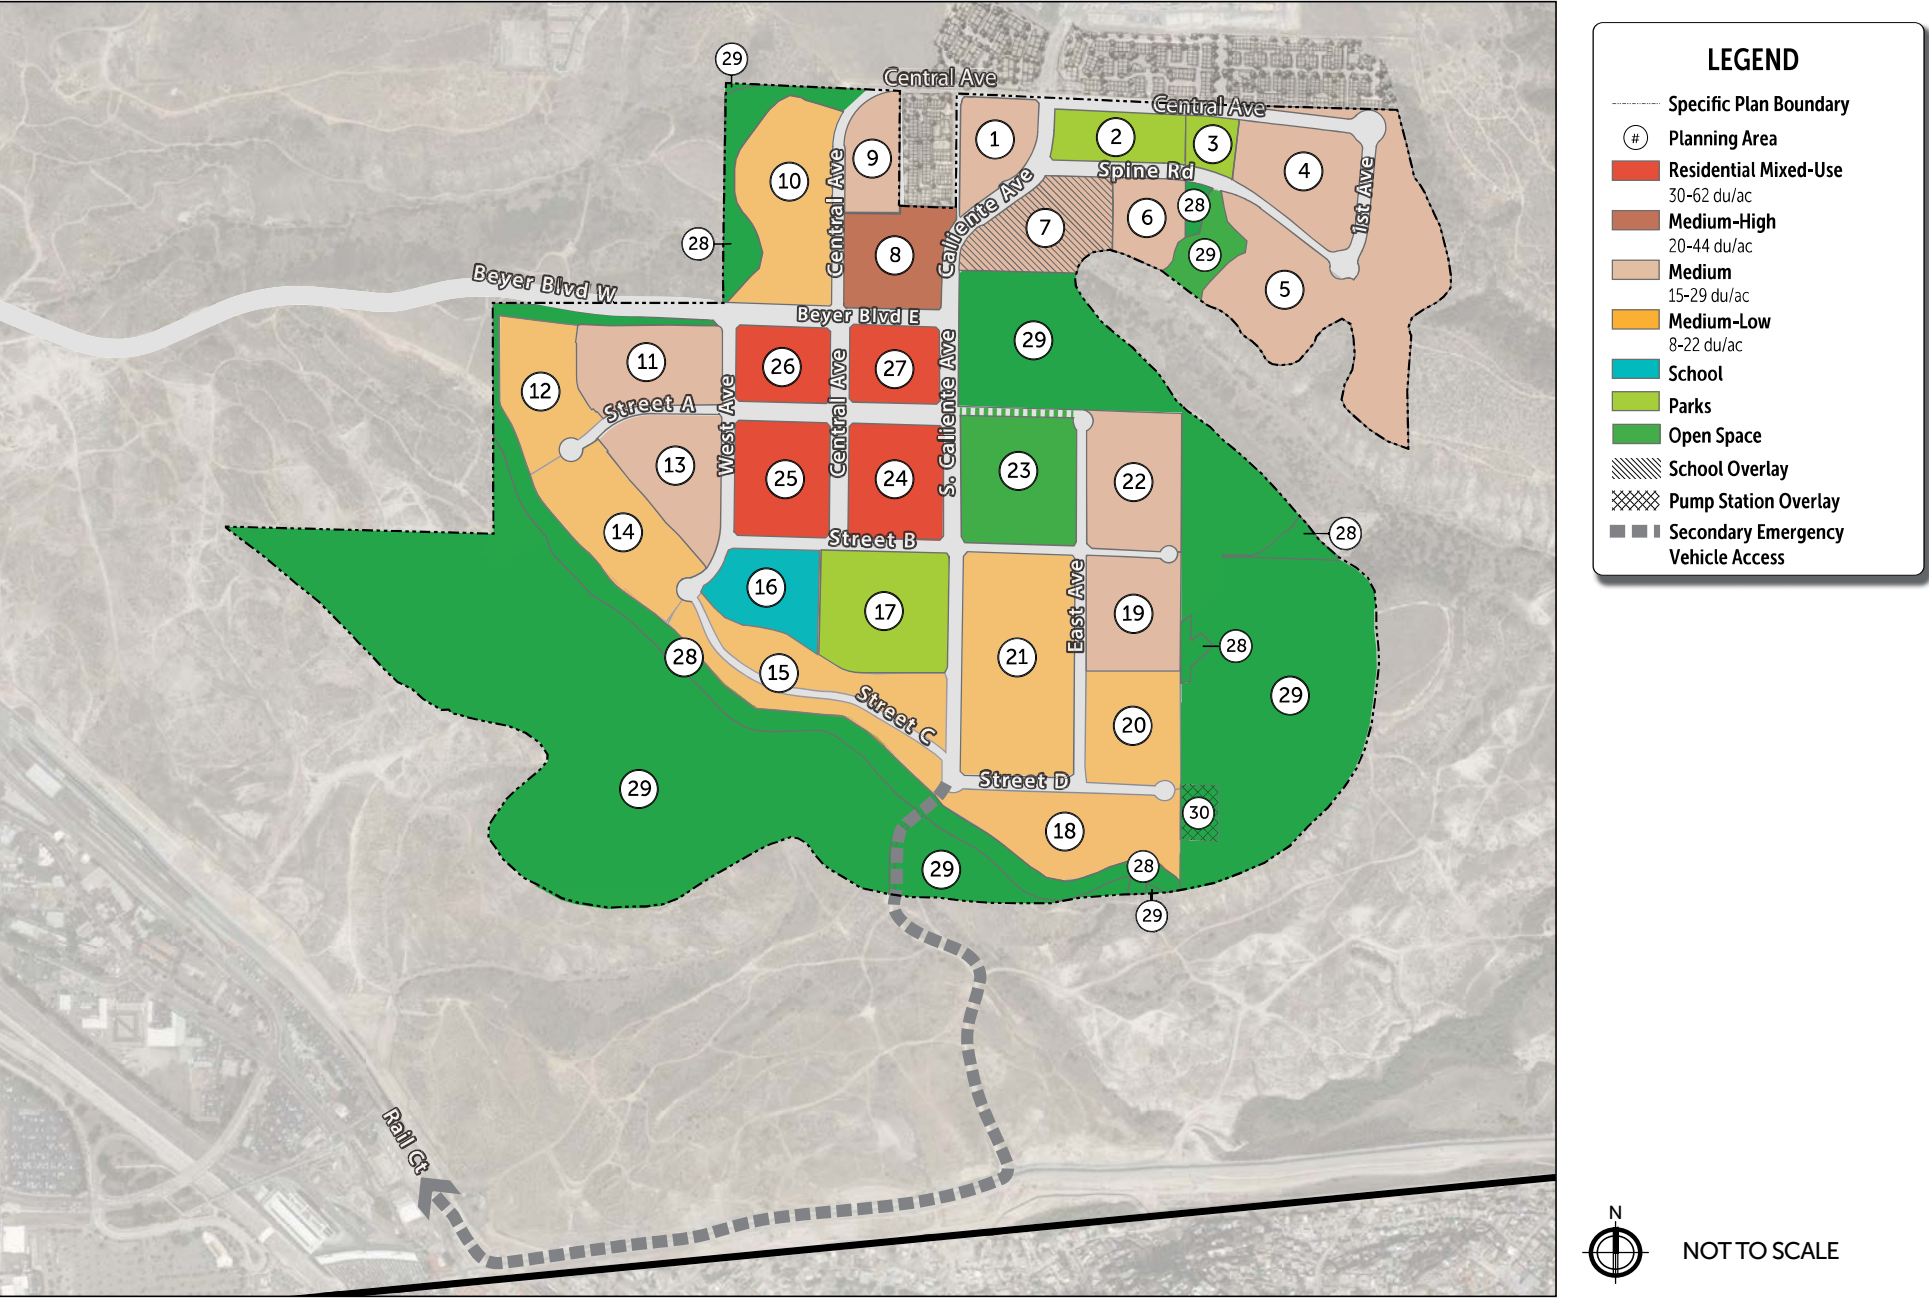 29
Central Ave
Central Ave
1
2
3
4
9
10
Central Ave
Spine Rd
1st Ave
28
6
7
Caliente Ave
28
8
29
5
Beyer Blvd W
Beyer Blvd E
29
11
26
27
12
Street A
West Ave
Central Ave
S. Caliente Ave
13
25
24
23
22
14
Street B
28
16
17
East Ave
19
28
15
21
28
29
Street C
20
29
Street D
30
18
29
28
29
Rail Ct
LEGEND
Specific Plan Boundary
# Planning Area
Residential Mixed-Use
30-62 du/ac
Medium-High
20-44 du/ac
Medium
15-29 du/ac
Medium-Low
8-22 du/ac
School
Parks
Open Space
School Overlay
Pump Station Overlay
Secondary Emergency
Vehicle Access
N
NOT TO SCALE